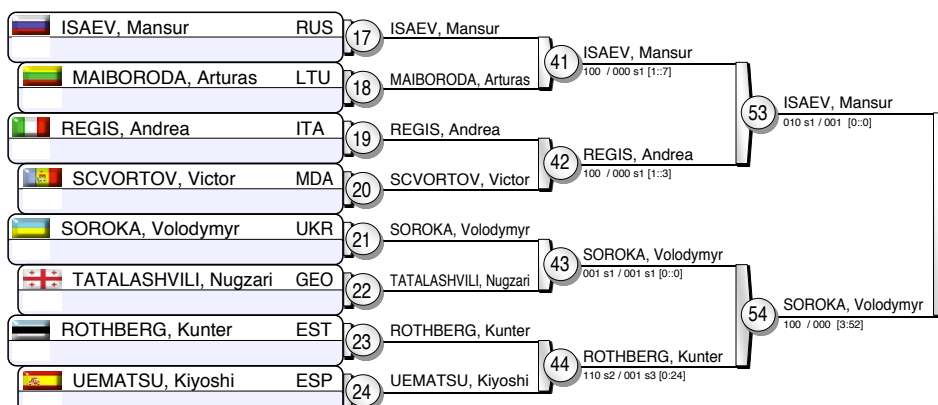 ISAEV, Mansur RUS 17 ISAEV, Mansur
41 ISAEV, Mansur
100 / 000 s1 [1::7]
MAIBORODA, Arturas LTU 18 MAIBORODA, Arturas
53 ISAEV, Mansur
010 s1 / 001 [0::0]
REGIS, Andrea ITA 19 REGIS, Andrea
42 REGIS, Andrea
100 / 000 s1 [1::3]
SCVORTOV, Victor MDA 20 SCVORTOV, Victor
SOROKA, Volodymyr UKR 21 SOROKA, Volodymyr
43 SOROKA, Volodymyr
001 s1 / 001 s1 [0::0]
TATALASHVILI, Nugzari GEO 22 TATALASHVILI, Nugzari
54 SOROKA, Volodymyr
100 / 000 [3:52]
ROTHBERG, Kunter EST 23 ROTHBERG, Kunter
44 ROTHBERG, Kunter
110 s2 / 001 s3 [0:24]
UEMATSU, Kiyoshi ESP 24 UEMATSU, Kiyoshi